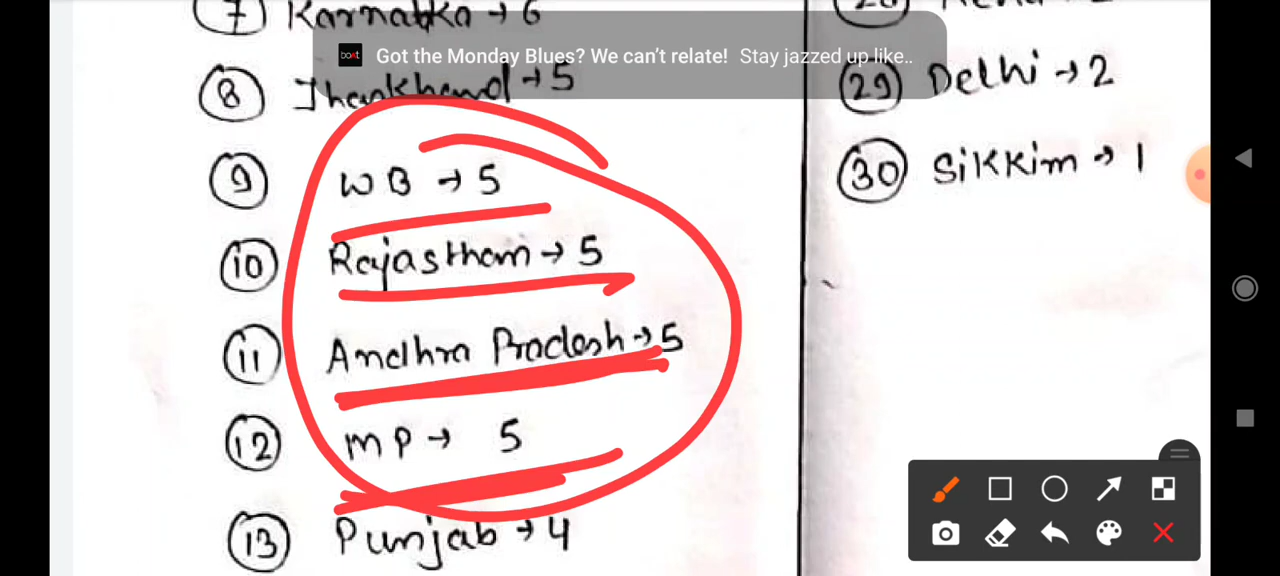 7 Karnatka → 6
boAt Got the Monday Blues? We can't relate! Stay jazzed up like..
8 Jharkhand → 5
9 WB → 5
10 Rajasthan → 5
11 Andhra Pradesh → 5
12 MP → 5
13 Punjab → 4
29 Delhi → 2
30 Sikkim → 1